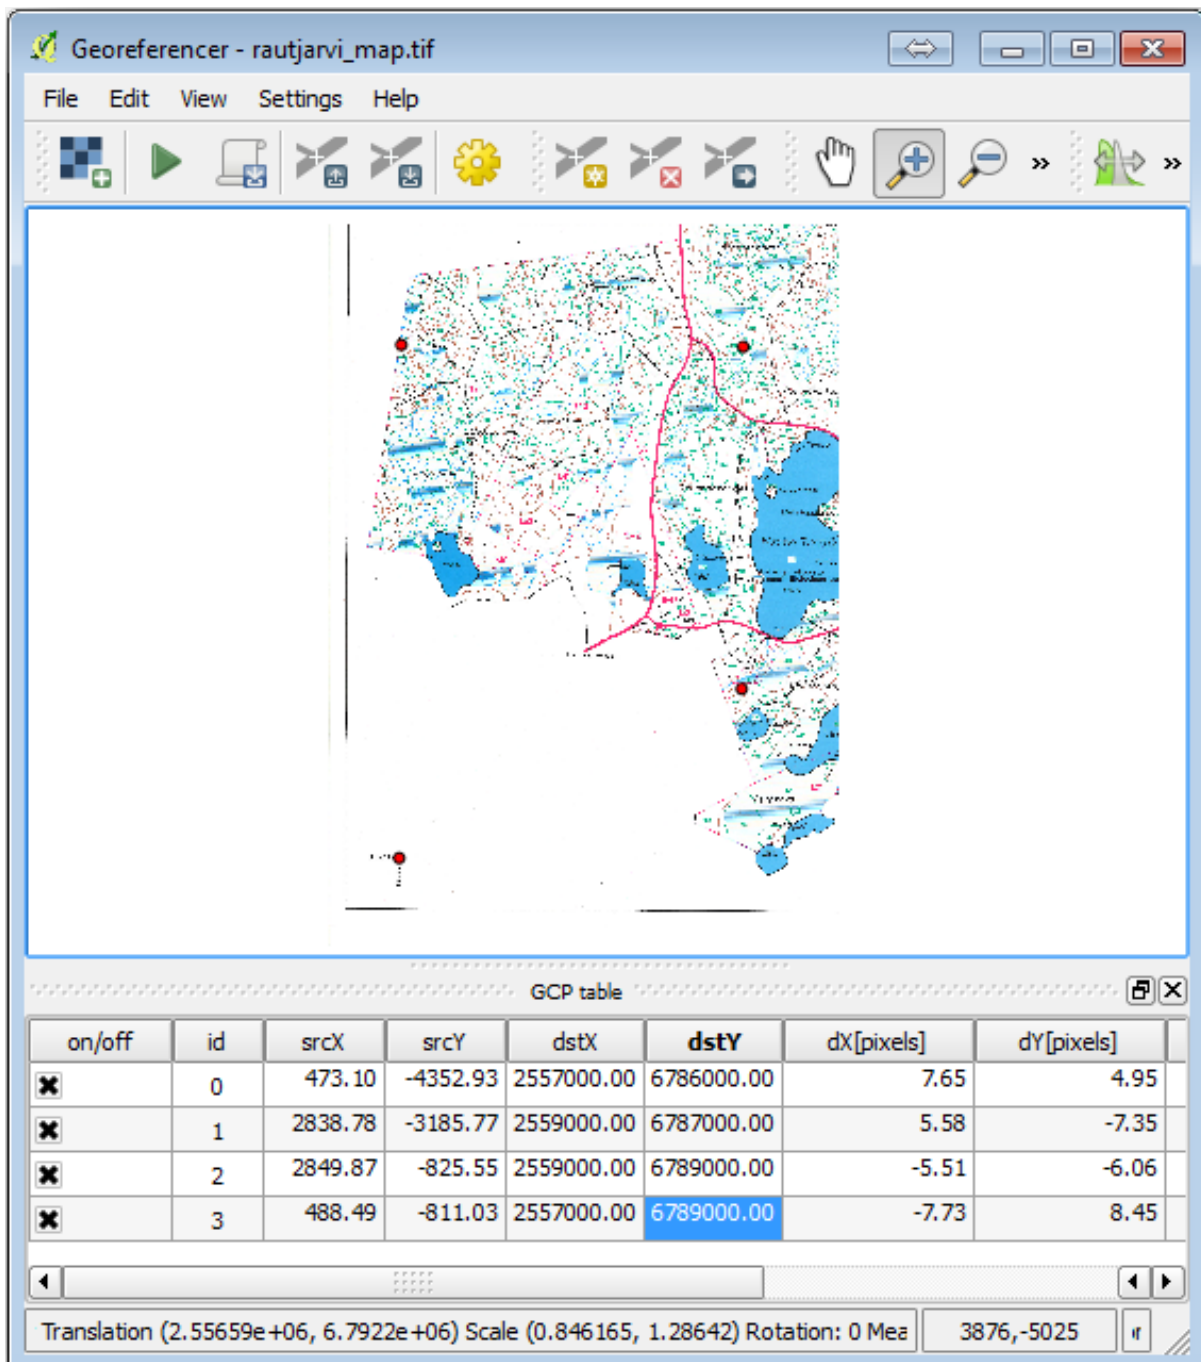 Georeferencer - rautjarvi_map.tif
File Edit View Settings Help
» »
GCP table
on/off id srcX srcY dstX dstY dX[pixels] dY[pixels]
0 473.10 -4352.93 2557000.00 6786000.00 7.65 4.95
1 2838.78 -3185.77 2559000.00 6787000.00 5.58 -7.35
2 2849.87 -825.55 2559000.00 6789000.00 -5.51 -6.06
3 488.49 -811.03 2557000.00 6789000.00 -7.73 8.45
Translation (2.55659e+06, 6.7922e+06) Scale (0.846165, 1.28642) Rotation: 0 Mea 3876,-5025